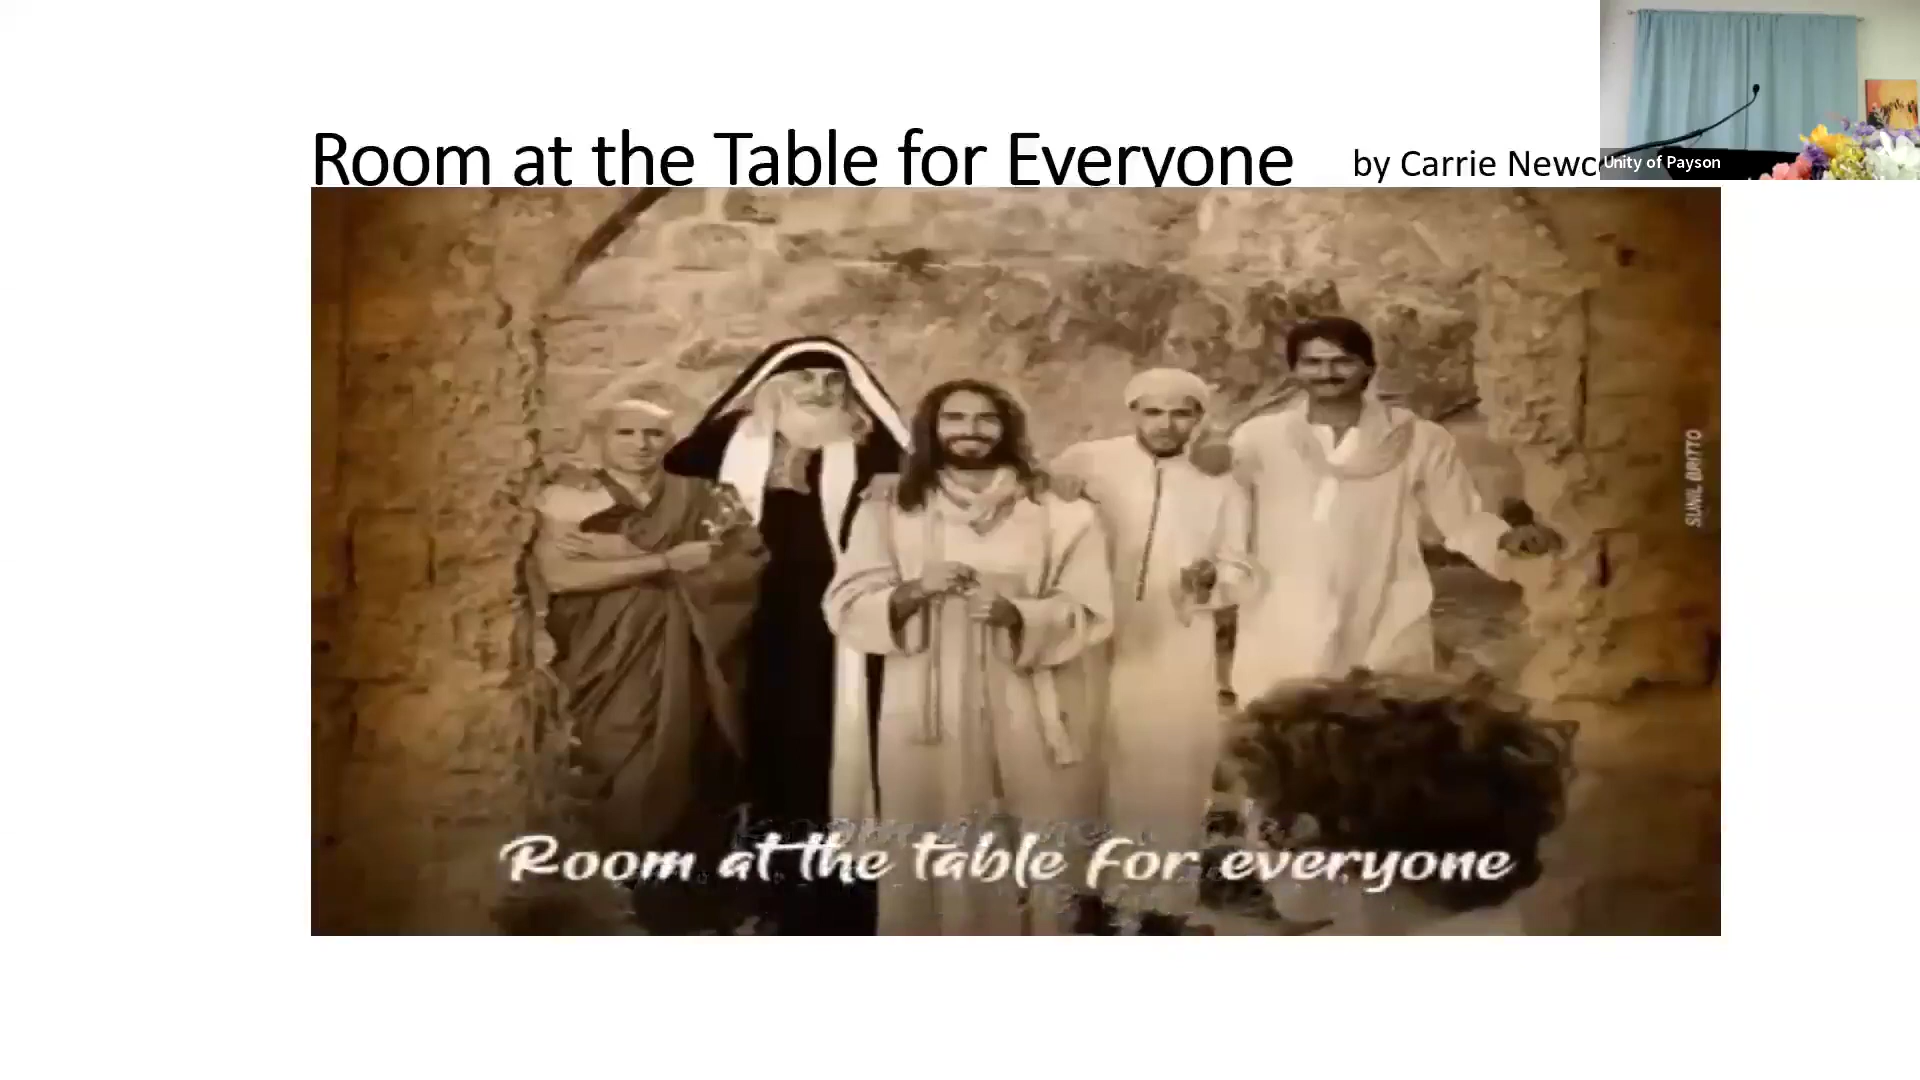 Room at the Table for Everyone
by Carrie Newc
Unity of Payson
SUNIL BRITTO
Room at the table for everyone